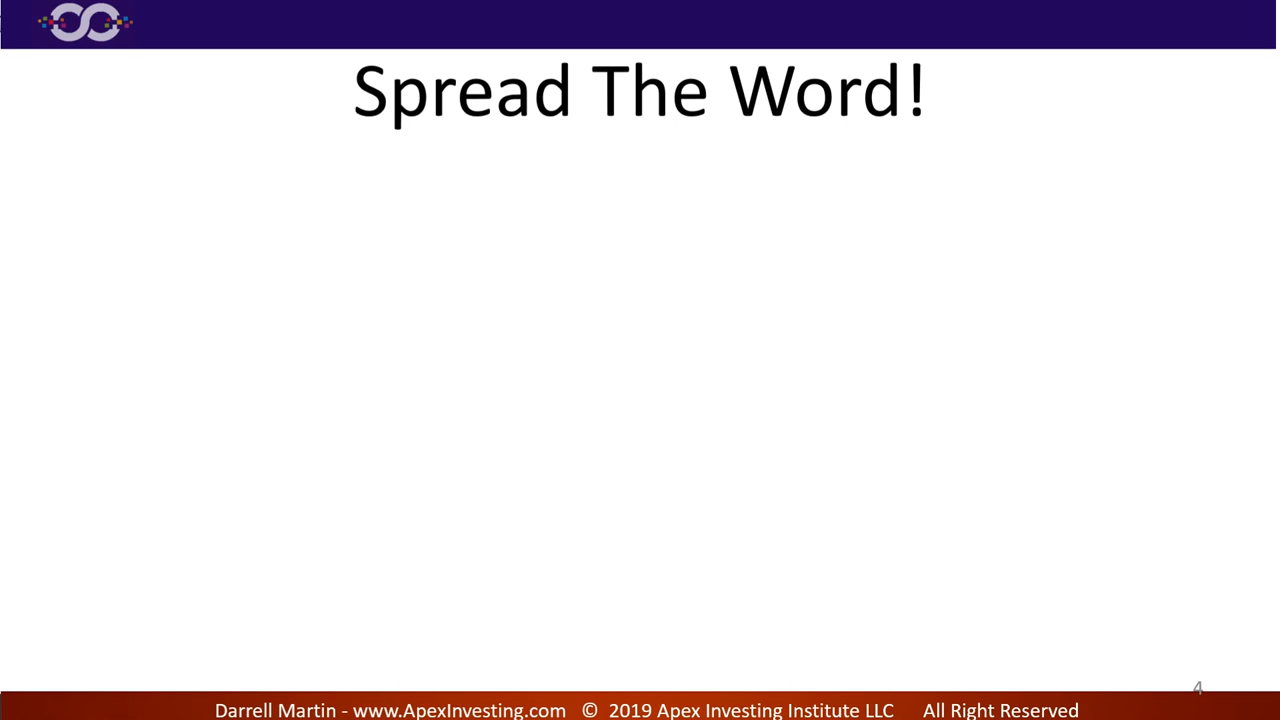 Spread The Word!
4
Darrell Martin - www.ApexInvesting.com © 2019 Apex Investing Institute LLC All Right Reserved